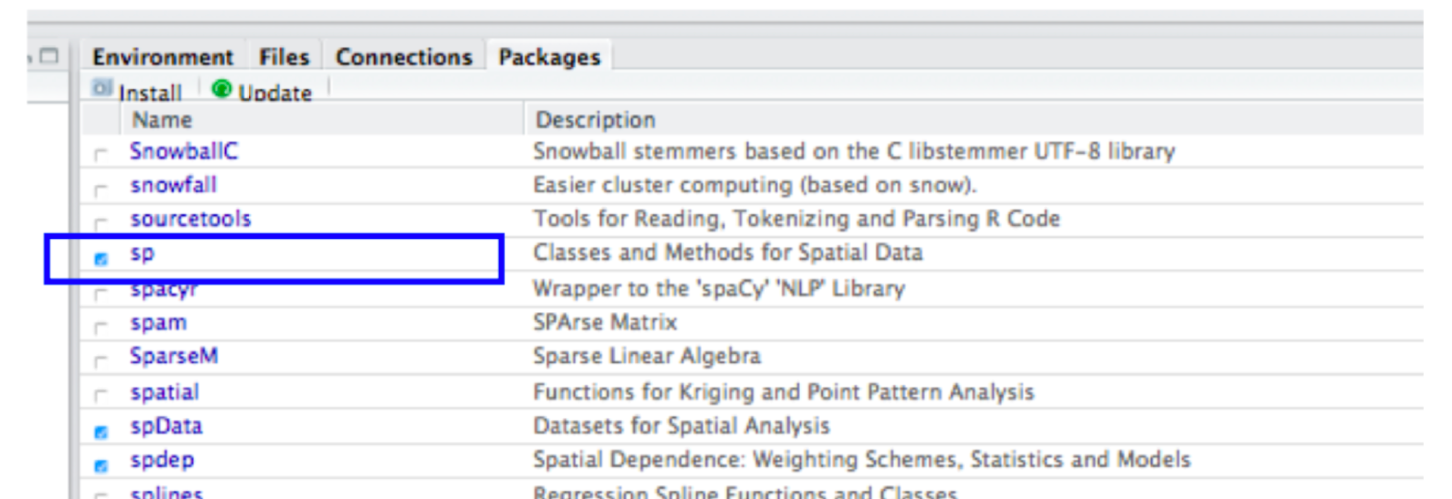 Environment Files Connections Packages
Install Update
Name Description
SnowballC Snowball stemmers based on the C libstemmer UTF-8 library
snowfall Easier cluster computing (based on snow).
sourcetools Tools for Reading, Tokenizing and Parsing R Code
sp Classes and Methods for Spatial Data
spacyr Wrapper to the 'spaCy' 'NLP' Library
spam SPArse Matrix
SparseM Sparse Linear Algebra
spatial Functions for Kriging and Point Pattern Analysis
spData Datasets for Spatial Analysis
spdep Spatial Dependence: Weighting Schemes, Statistics and Models
splines Regression Spline Functions and Classes